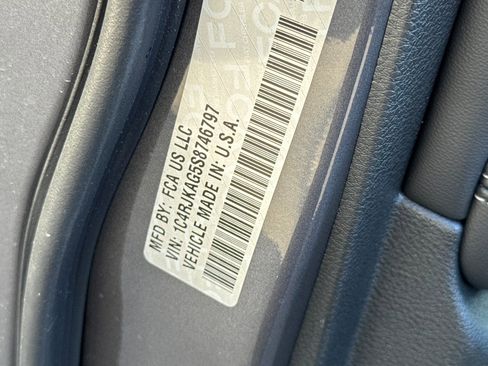 MFD BY: FCA US LLC
VIN: 1C4RJKAG5S8746797
VEHICLE MADE IN: U.S.A.